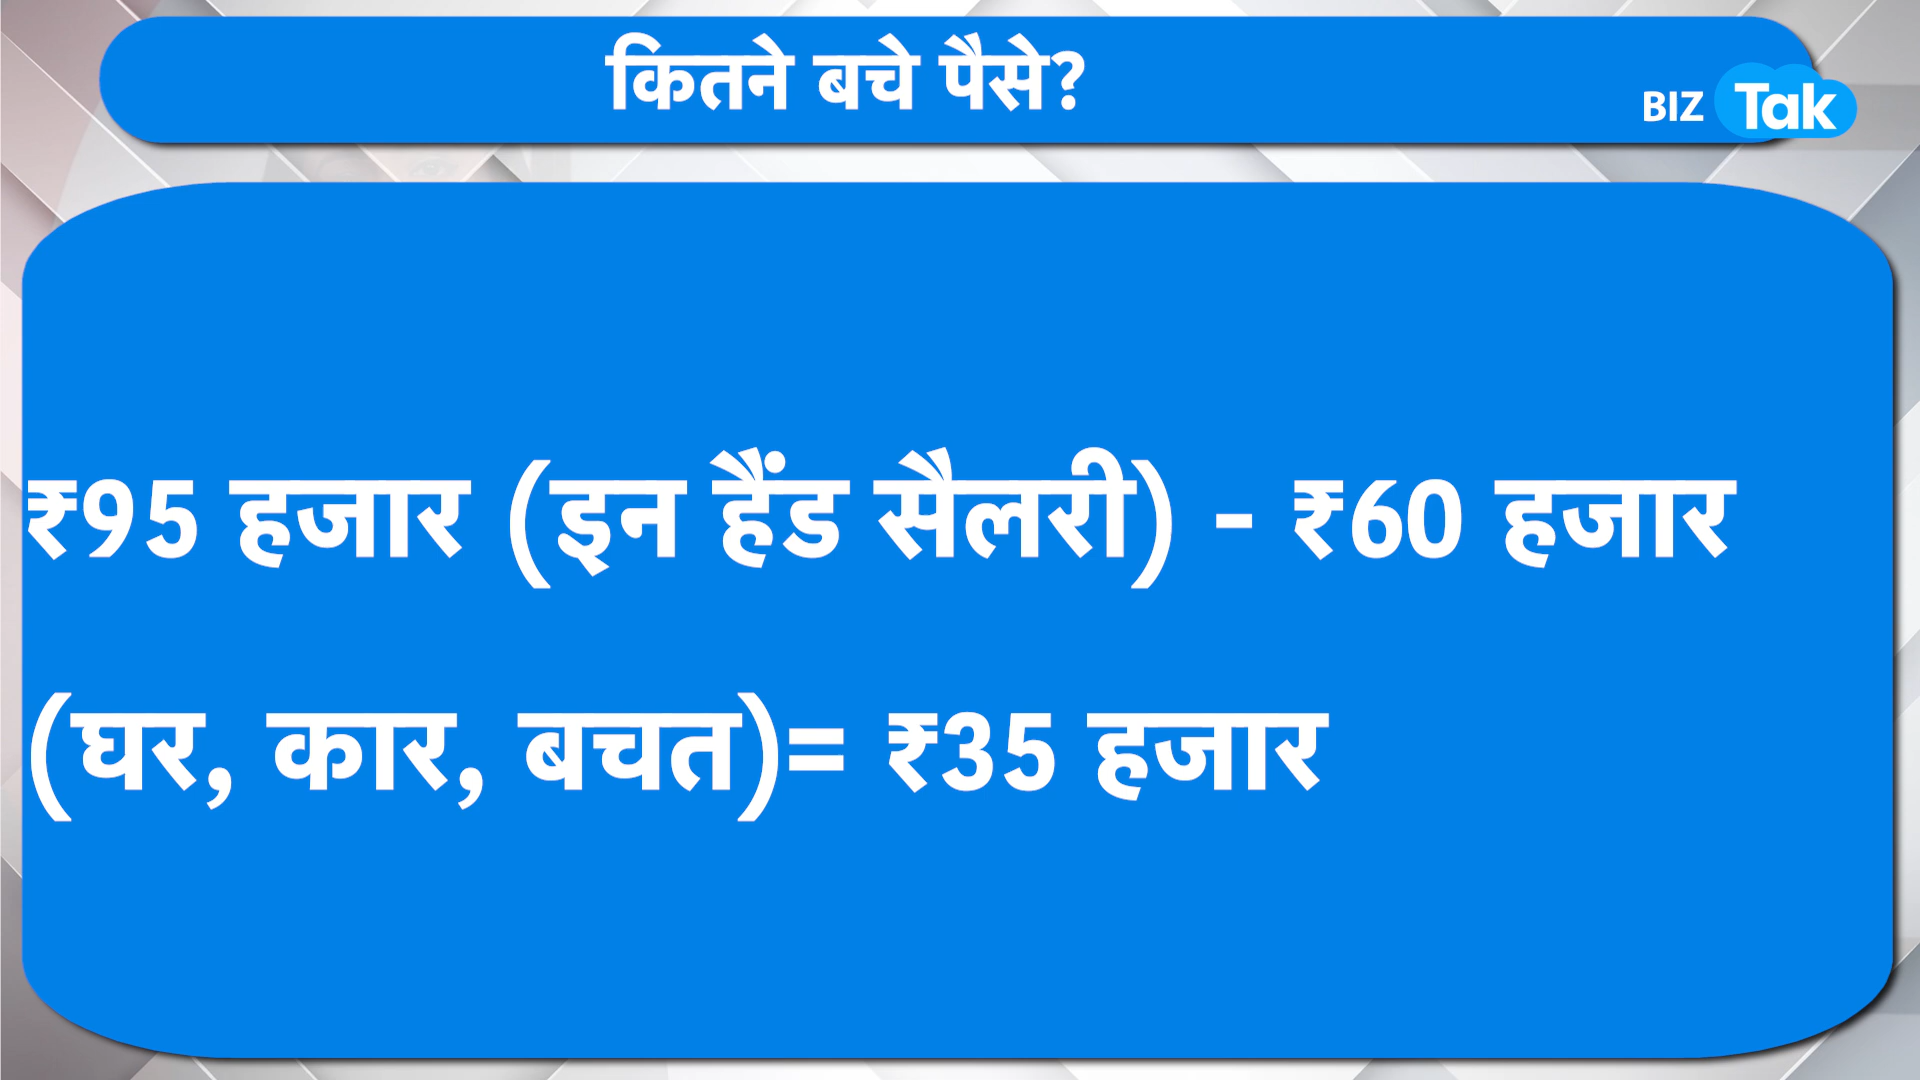 कितने बचे पैसे?
BIZ Tak
₹95 हजार (इन हैंड सैलरी) - ₹60 हजार
(घर, कार, बचत)= ₹35 हजार